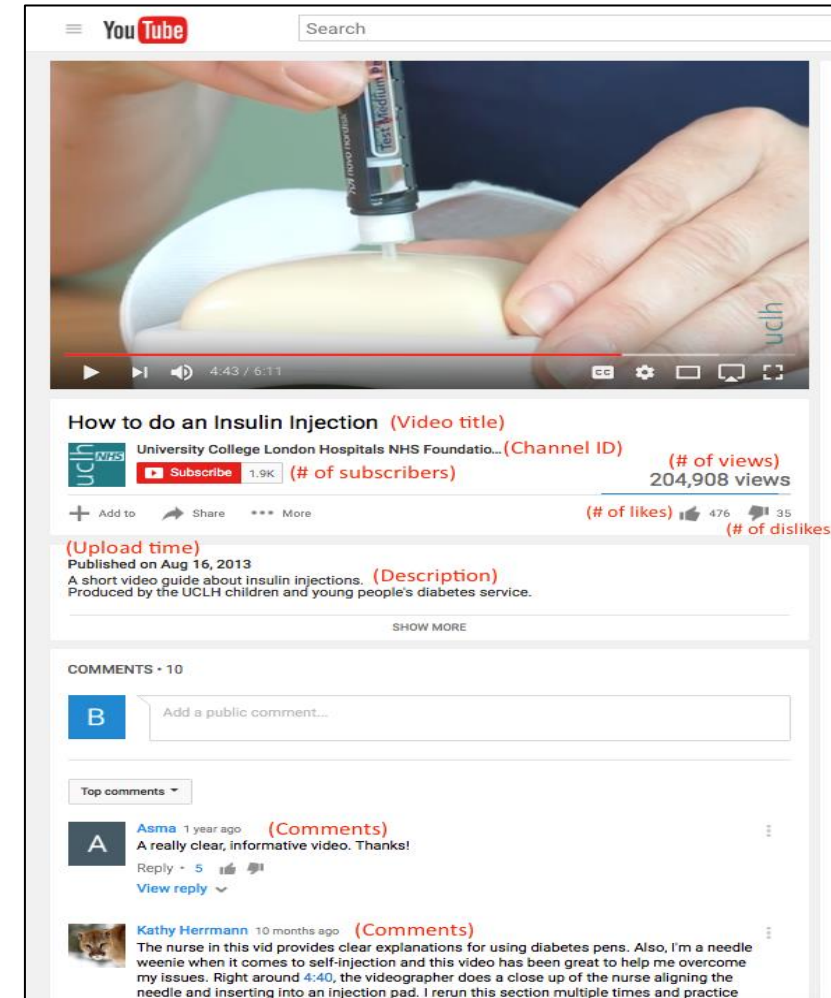 YouTube
Search
Test Medium Pe
novo nordisk
uclh
4:43 / 6:11
CC
How to do an Insulin Injection (Video title)
uclh NHS
University College London Hospitals NHS Foundatio... (Channel ID)
Subscribe 1.9K (# of subscribers)
(# of views)
204,908 views
Add to Share More
(# of likes) 476 35
(# of dislikes
(Upload time)
Published on Aug 16, 2013
A short video guide about insulin injections. (Description)
Produced by the UCLH children and young people's diabetes service.
SHOW MORE
COMMENTS • 10
B
Add a public comment...
Top comments
A
Asma 1 year ago (Comments)
A really clear, informative video. Thanks!
Reply • 5
View reply
Kathy Herrmann 10 months ago (Comments)
The nurse in this vid provides clear explanations for using diabetes pens. Also, I'm a needle
weenie when it comes to self-injection and this video has been great to help me overcome
my issues. Right around 4:40, the videographer does a close up of the nurse aligning the
needle and inserting into an injection pad. I rerun this section multiple times and practice